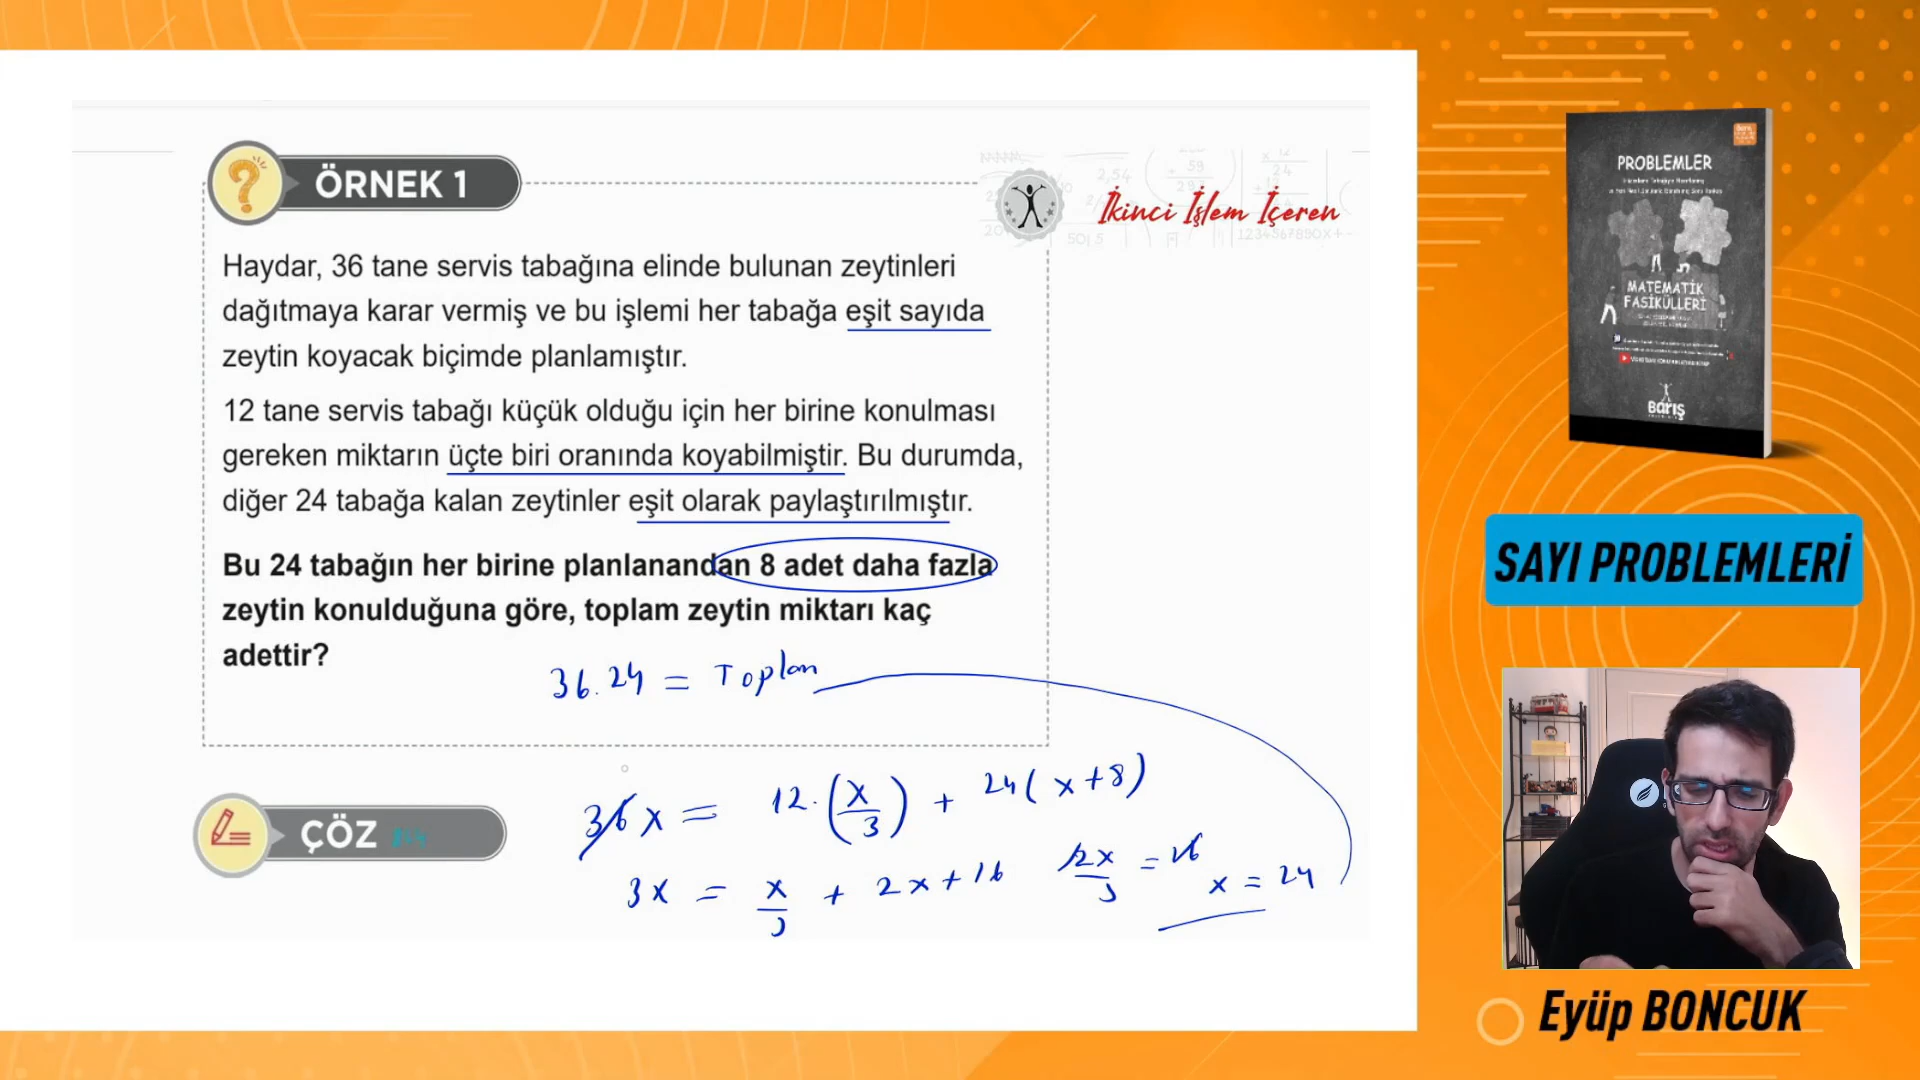 ÖRNEK 1
İkinci İşlem İçeren
Haydar, 36 tane servis tabağına elinde bulunan zeytinleri
dağıtmaya karar vermiş ve bu işlemi her tabağa eşit sayıda
zeytin koyacak biçimde planlamıştır.
12 tane servis tabağı küçük olduğu için her birine konulması
gereken miktarın üçte biri oranında koyabilmiştir. Bu durumda,
diğer 24 tabağa kalan zeytinler eşit olarak paylaştırılmıştır.
Bu 24 tabağın her birine planlanandan 8 adet daha fazla
zeytin konulduğuna göre, toplam zeytin miktarı kaç
adettir?
36.24 = Toplam
ÇÖZ
36x = 12.(x/3) + 24(x+8)
3x = x/3 + 2x+16
2x/3 = 16
x = 24
PROBLEMLER
MATEMATİK
FASİKÜLLERİ
Barış
SAYI PROBLEMLERİ
Eyüp BONCUK